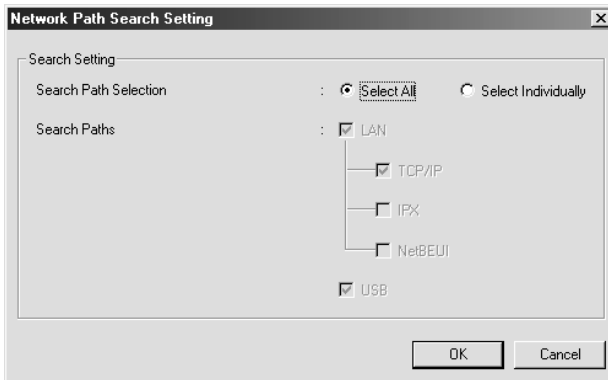 Network Path Search Setting
Search Setting
Search Path Selection : Select All Select Individually
Search Paths : LAN
TCP/IP
IPX
NetBEUI
USB
OK Cancel